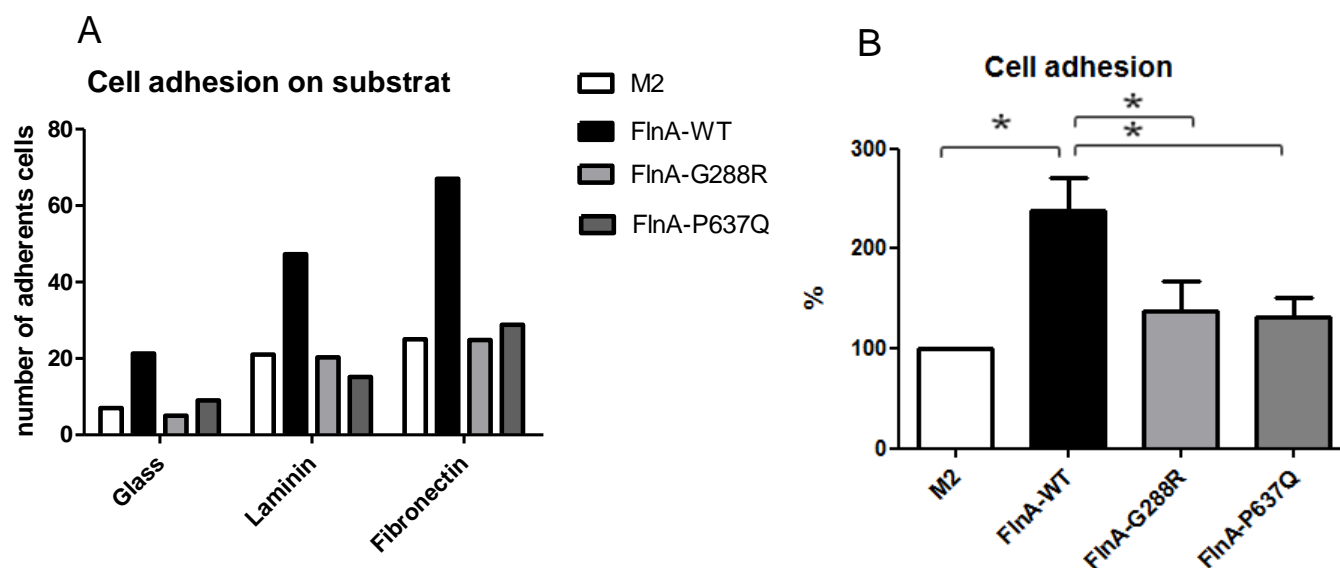 A
Cell adhesion on substrat
number of adherents cells
80
60
40
20
0
Glass
Laminin
Fibronectin
M2
FlnA-WT
FlnA-G288R
FlnA-P637Q
B
Cell adhesion
*
*
*
%
300
200
100
0
M2
FlnA-WT
FlnA-G288R
FlnA-P637Q